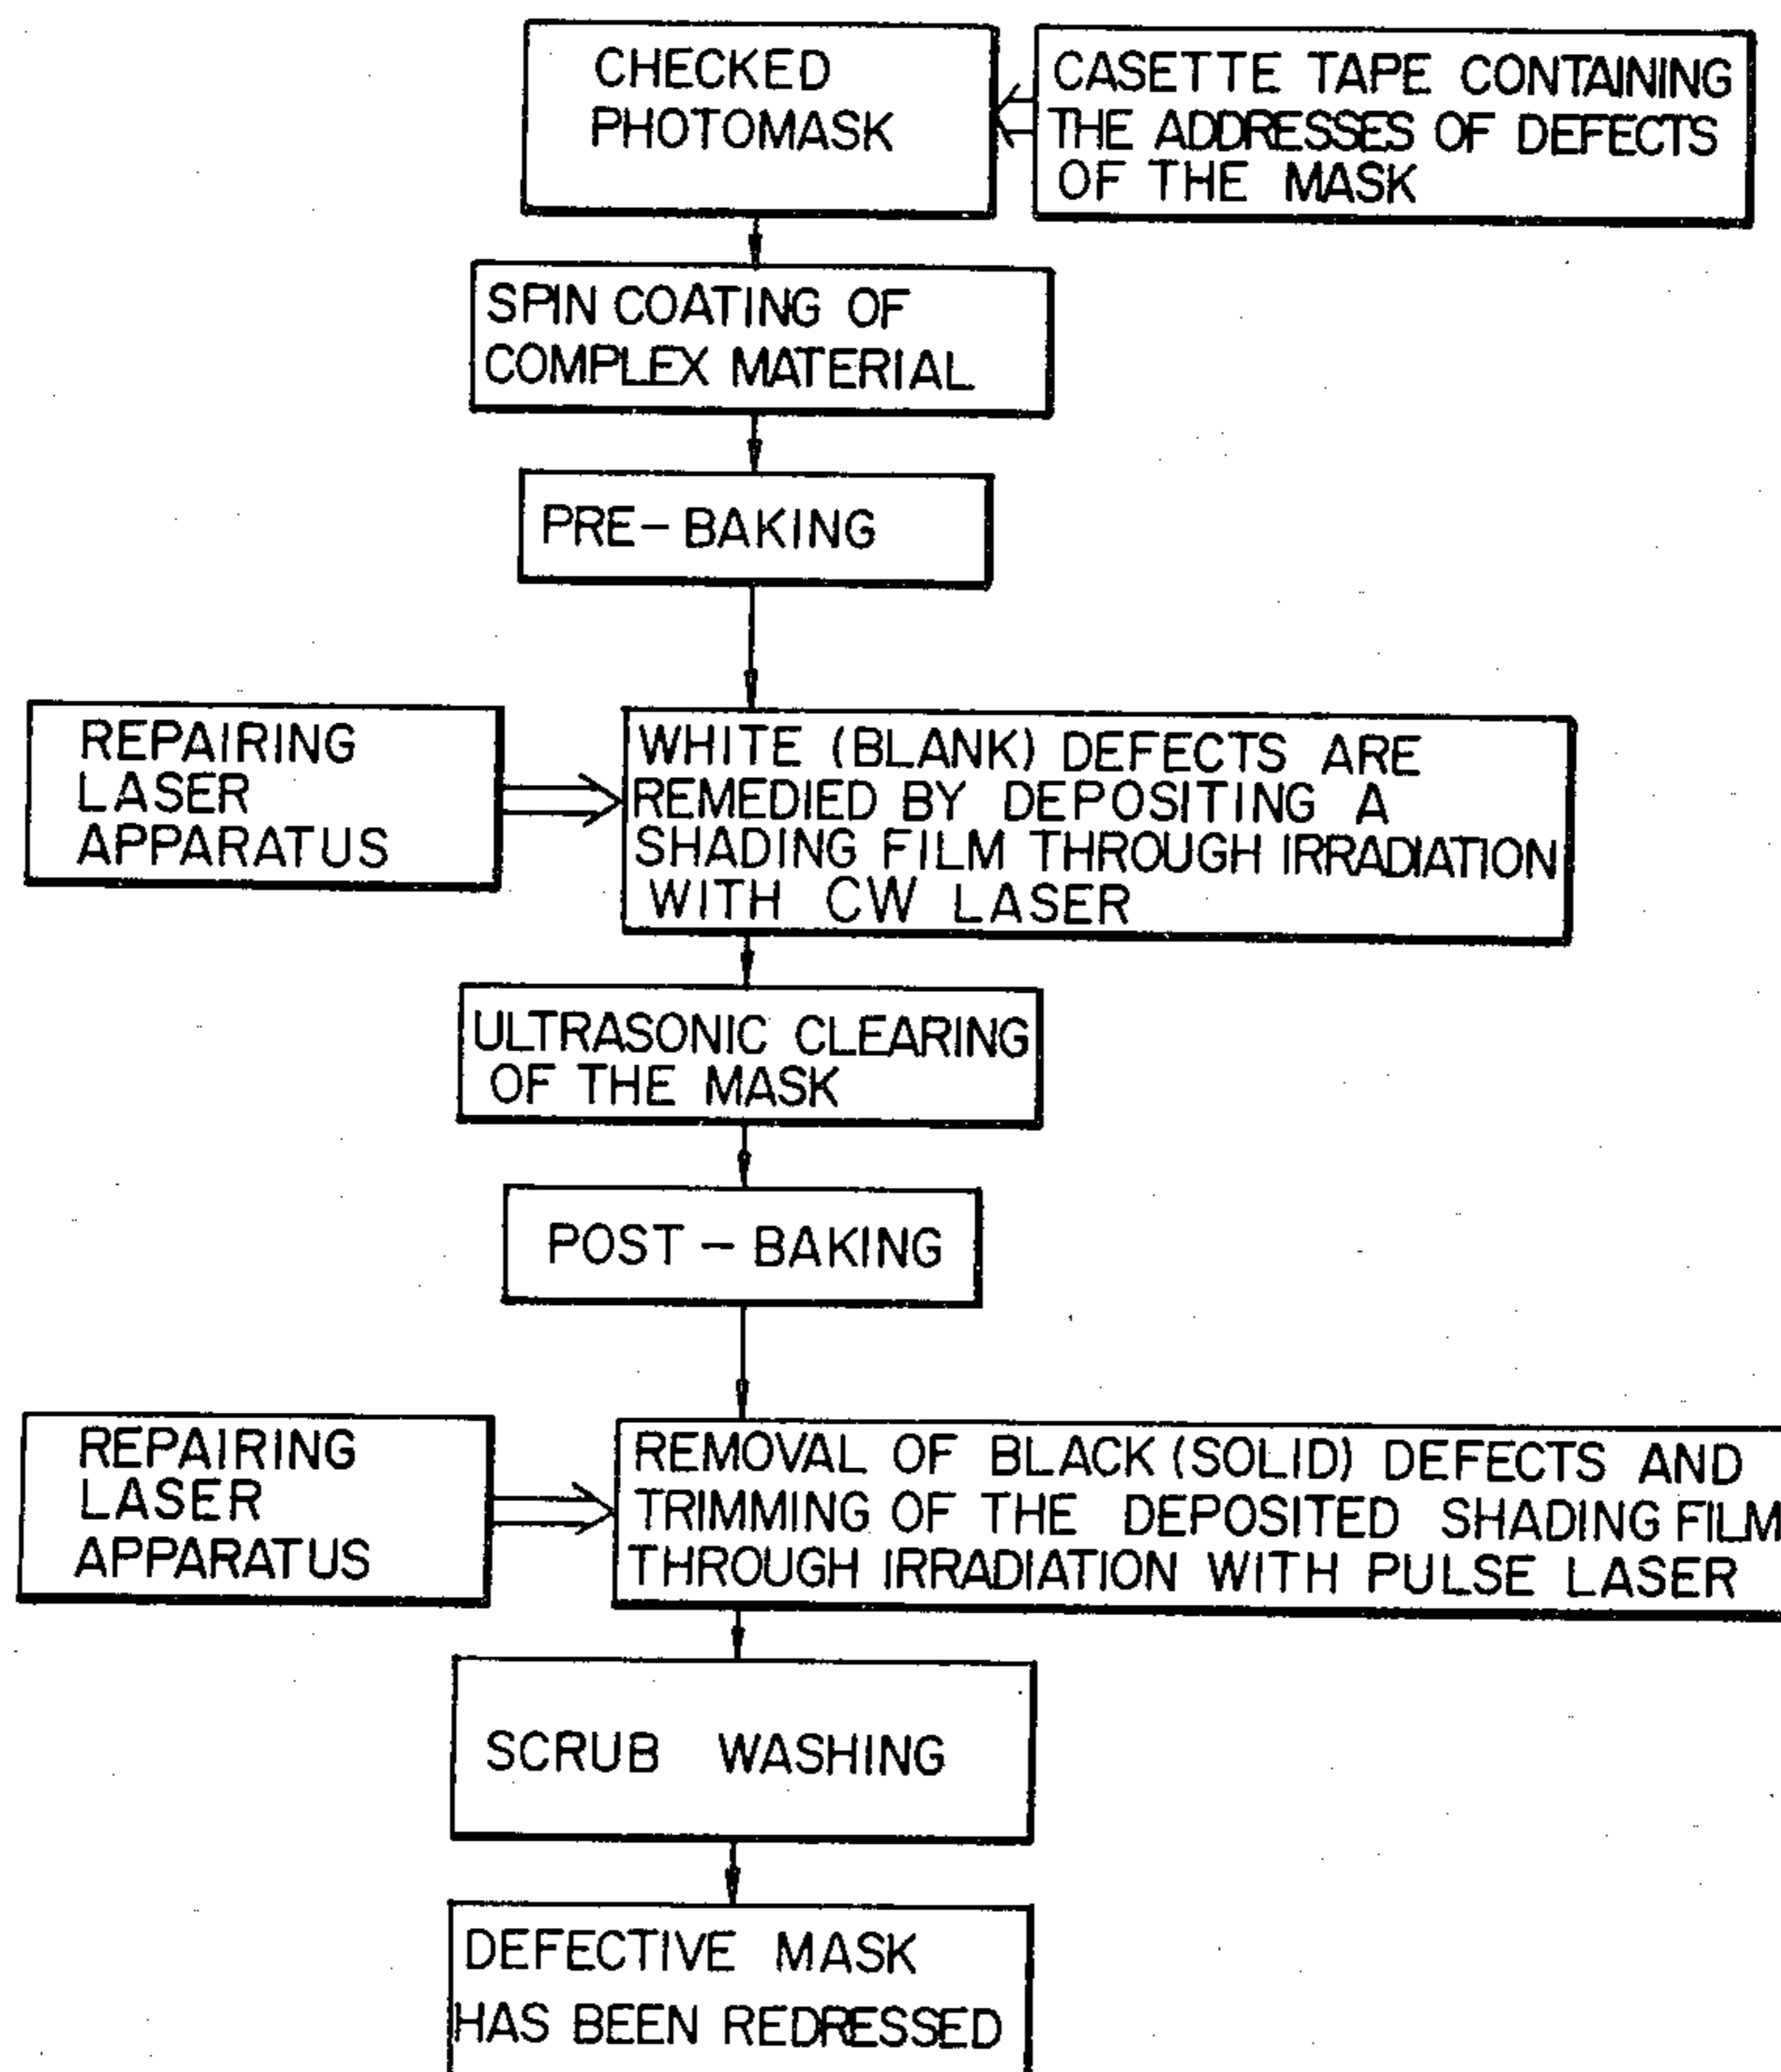 CHECKED
PHOTOMASK
CASETTE TAPE CONTAINING
THE ADDRESSES OF DEFECTS
OF THE MASK
SPIN COATING OF
COMPLEX MATERIAL
PRE-BAKING
REPAIRING
LASER
APPARATUS
WHITE (BLANK) DEFECTS ARE
REMEDIED BY DEPOSITING A
SHADING FILM THROUGH IRRADIATION
WITH CW LASER
ULTRASONIC CLEARING
OF THE MASK
POST-BAKING
REPAIRING
LASER
APPARATUS
REMOVAL OF BLACK (SOLID) DEFECTS AND
TRIMMING OF THE DEPOSITED SHADING FILM
THROUGH IRRADIATION WITH PULSE LASER
SCRUB WASHING
DEFECTIVE MASK
HAS BEEN REDRESSED